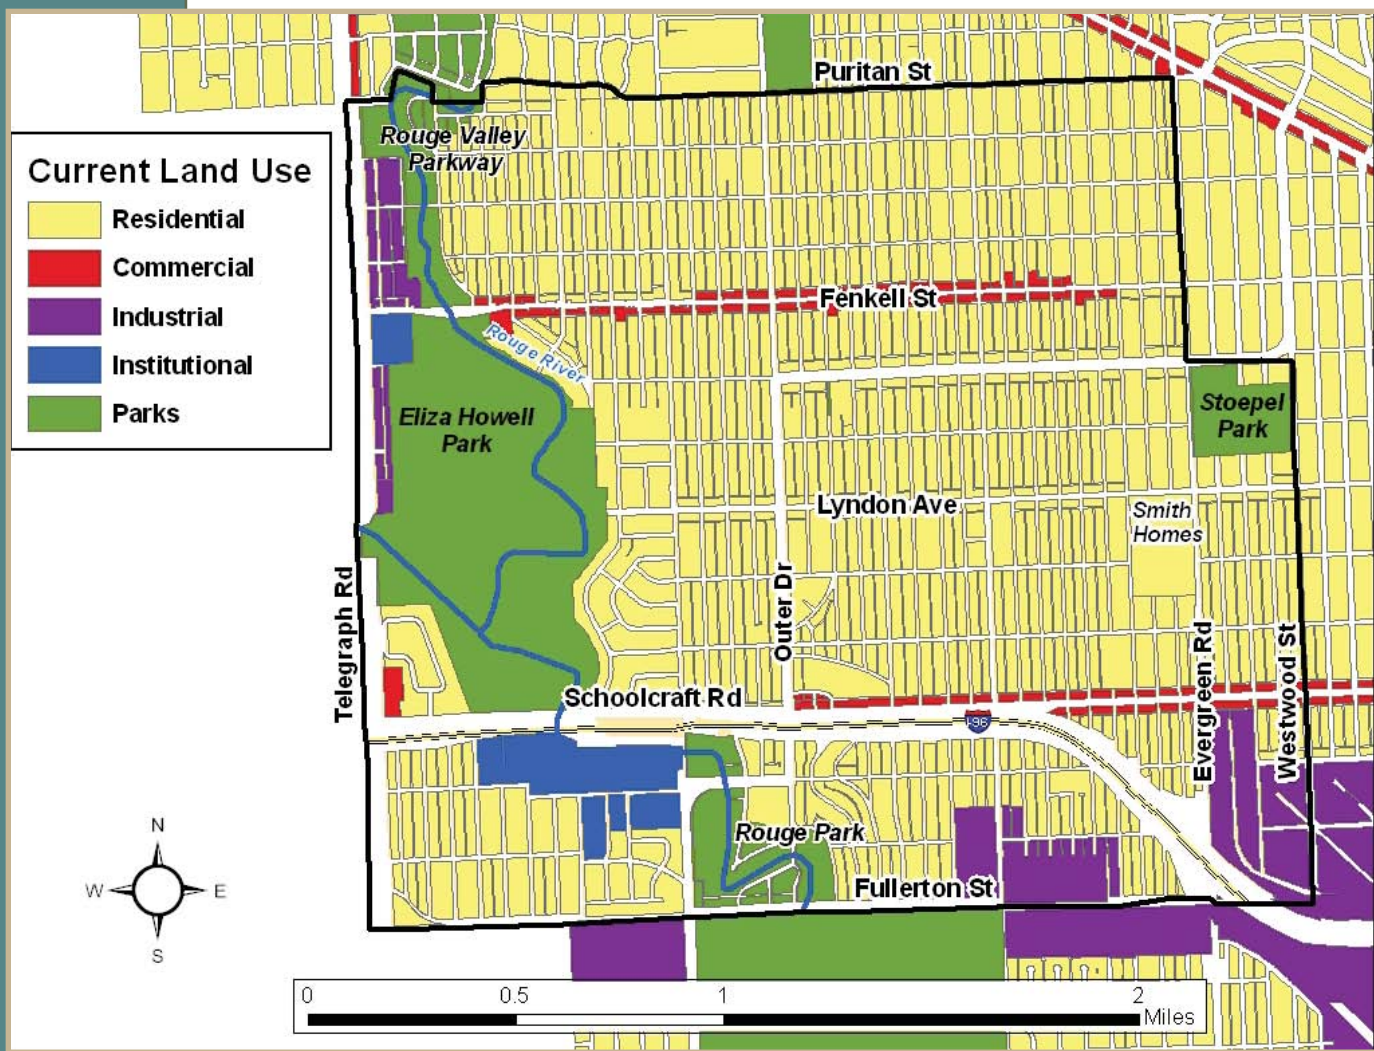 Puritan St
Rouge Valley
Parkway
Current Land Use
Residential
Commercial
Industrial
Institutional
Parks
Fenkell St
Rouge River
Eliza Howell
Park
Stoepel
Park
Lyndon Ave
Smith
Homes
Telegraph Rd
Outer Dr
Evergreen Rd
Westwood St
Schoolcraft Rd
I-96
Rouge Park
Fullerton St
N
W E
S
0 0.5 1 2
Miles